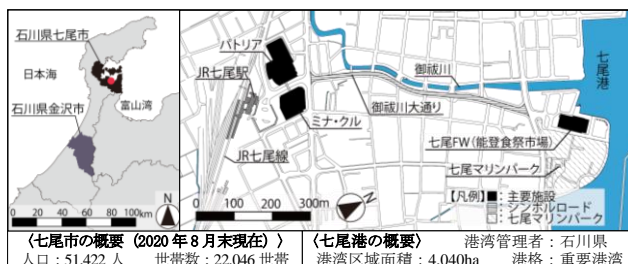 石川県七尾市
日本海
富山湾
石川県金沢市
N
0 20 40 60 80 100km
パトリア
JR七尾駅
御祓川
七尾港
御祓川大通り
ミナ・クル
七尾FW(能登食祭市場)
七尾マリンパーク
JR七尾線
N
0 100 200 300m
【凡例】
主要施設
シンボルロード
七尾マリンパーク
〈七尾市の概要(2020年8月末現在)〉
人口:51,422人 世帯数:22,046世帯
〈七尾港の概要〉 港湾管理者:石川県
港湾区域面積:4,040ha 港格:重要港湾